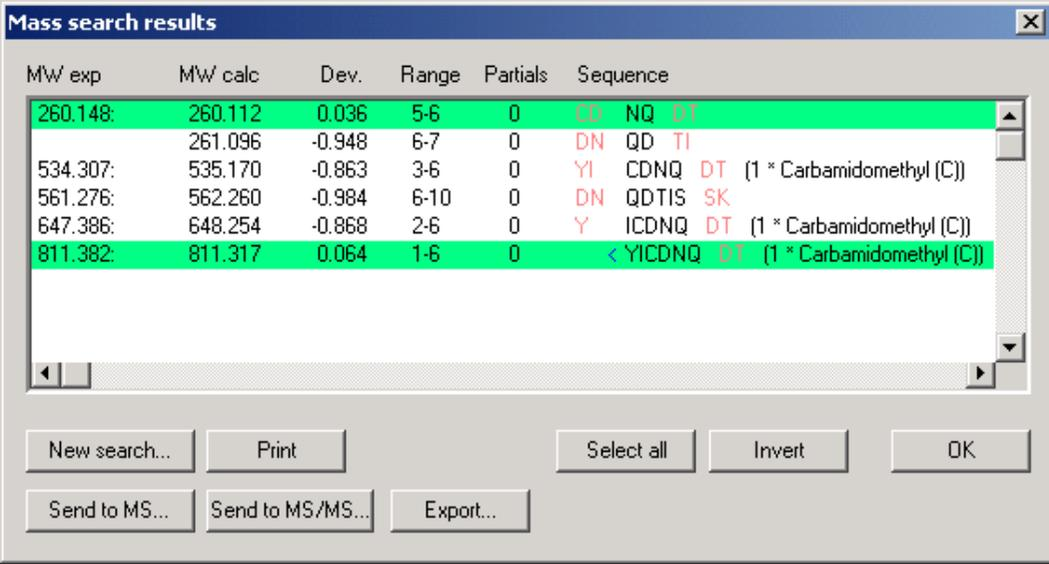 Mass search results
MW exp MW calc Dev. Range Partials Sequence
260.148: 260.112 0.036 5-6 0 CD NQ DT
261.096 -0.948 6-7 0 DN QD TI
534.307: 535.170 -0.863 3-6 0 YI CDNQ DT (1 * Carbamidomethyl (C))
561.276: 562.260 -0.984 6-10 0 DN QDTIS SK
647.386: 648.254 -0.868 2-6 0 Y ICDNQ DT (1 * Carbamidomethyl (C))
811.382: 811.317 0.064 1-6 0 < YICDNQ DT (1 * Carbamidomethyl (C))
New search... Print Select all Invert OK
Send to MS... Send to MS/MS... Export...